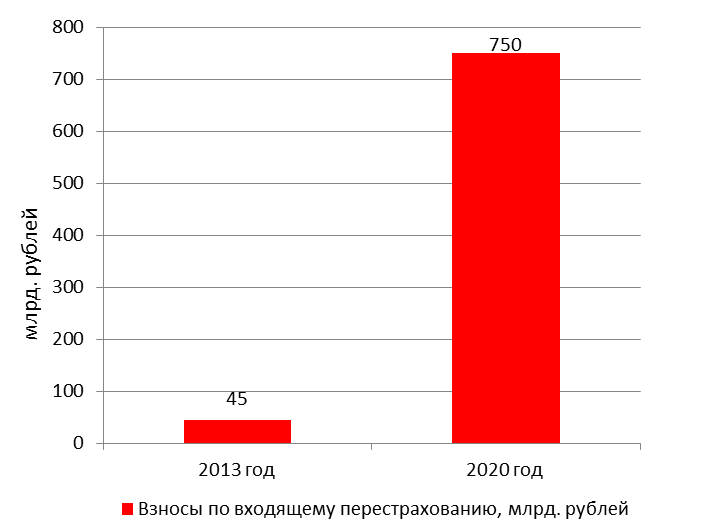 800
700
600
500
400
300
200
100
0
млрд. рублей
750
45
2013 год
2020 год
Взносы по входящему перестрахованию, млрд. рублей